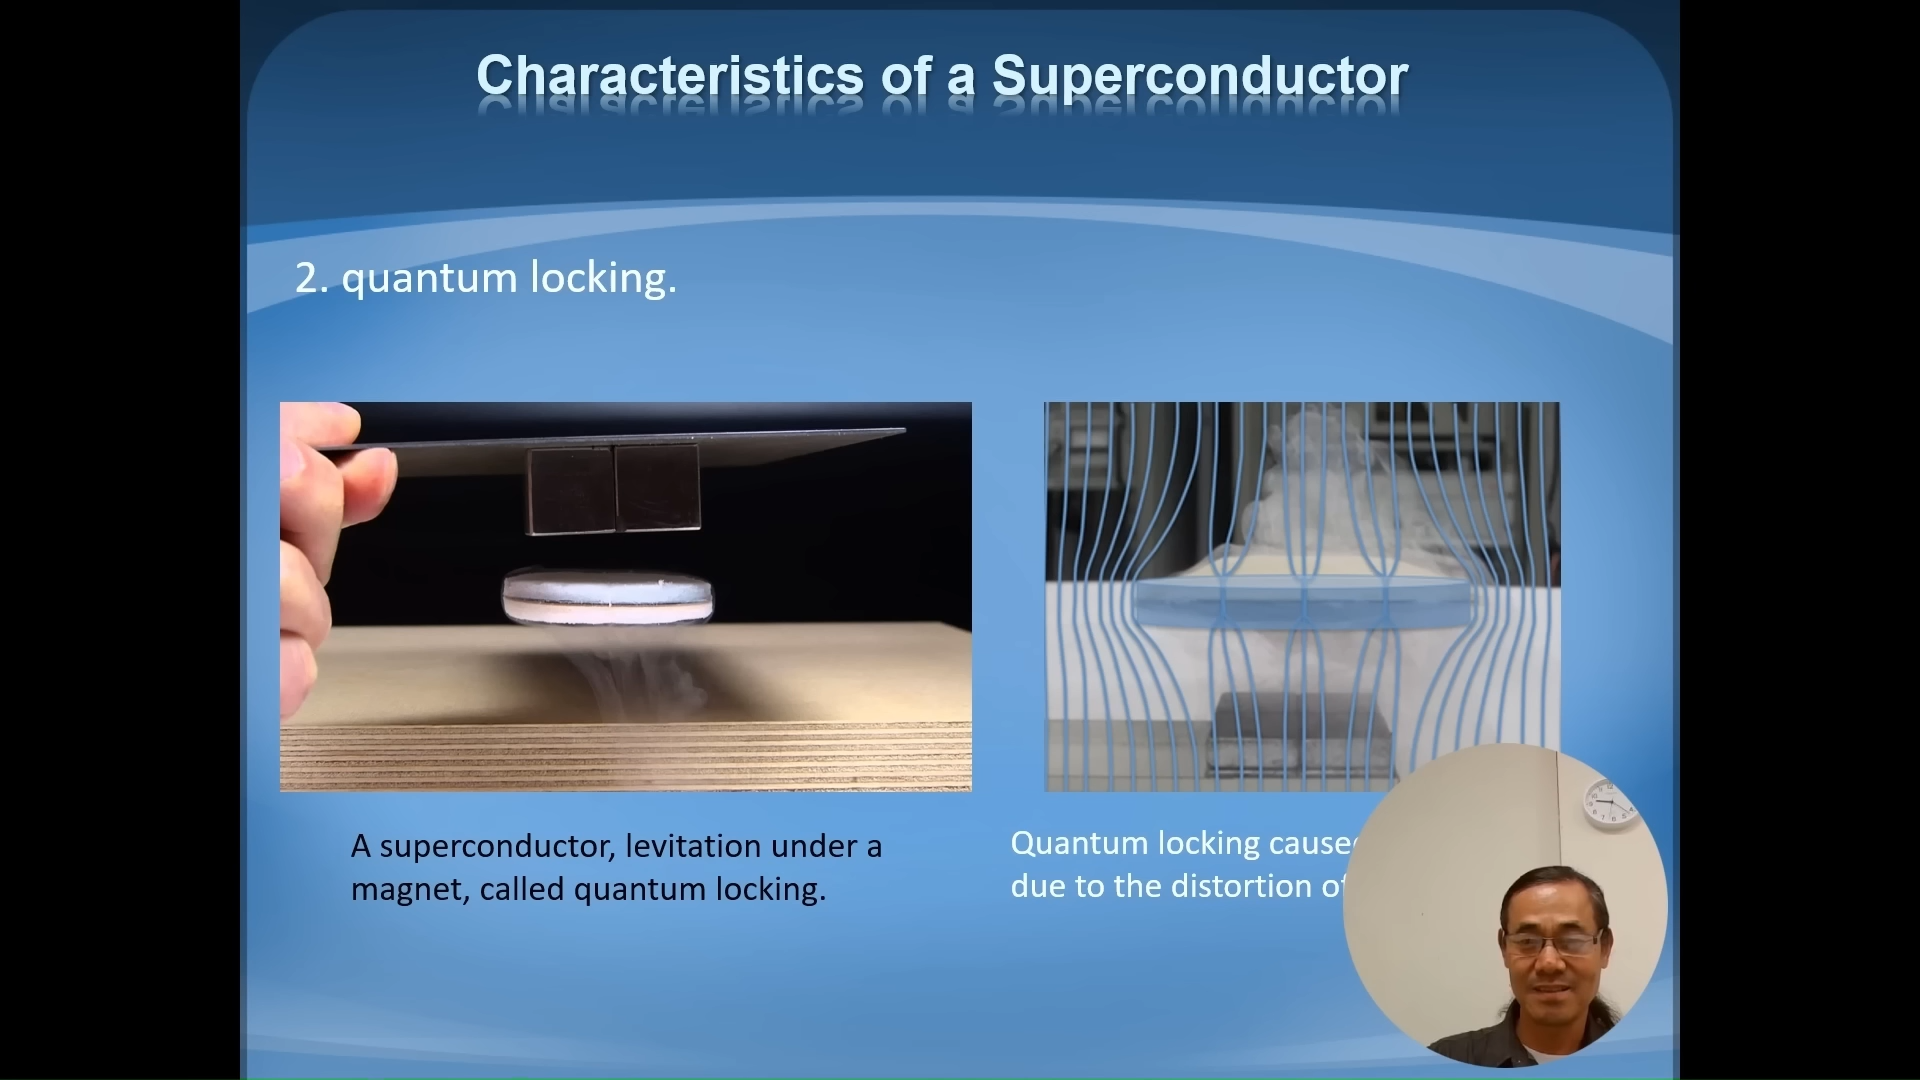 Characteristics of a Superconductor
2. quantum locking.
A superconductor, levitation under a
magnet, called quantum locking.
Quantum locking cause
due to the distortion of